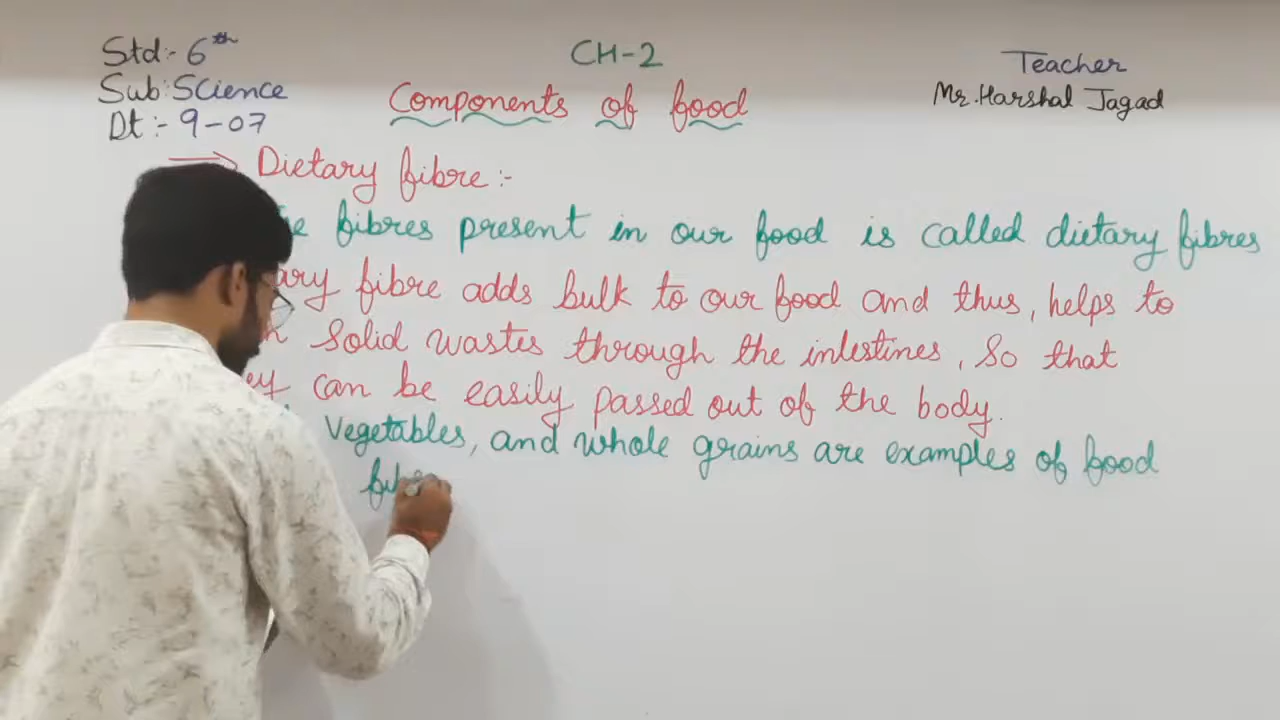 Std:- 6th
Sub: Science
Dt:- 9-07
CH-2
Components of food
Teacher
Mr. Harshal Jagad
→ Dietary fibre :-
fibres present in our food is called dietary fibres
fibre adds bulk to our food and thus, helps to
solid wastes through the intestines, so that
can be easily passed out of the body.
Vegetables, and whole grains are examples of food